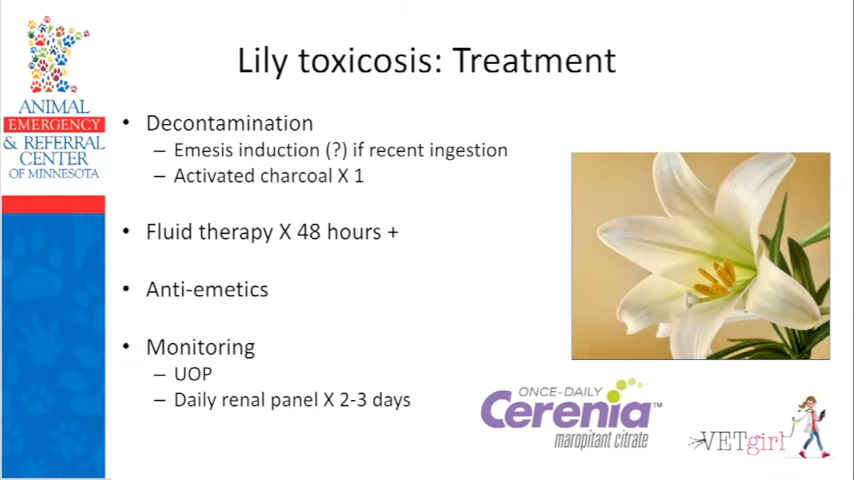 Lily toxicosis: Treatment
ANIMAL
EMERGENCY
& REFERRAL
CENTER
OF MINNESOTA
• Decontamination
– Emesis induction (?) if recent ingestion
– Activated charcoal X 1
• Fluid therapy X 48 hours +
• Anti-emetics
• Monitoring
– UOP
– Daily renal panel X 2-3 days
ONCE-DAILY
Cerenia™
maropitant citrate
VETgirl